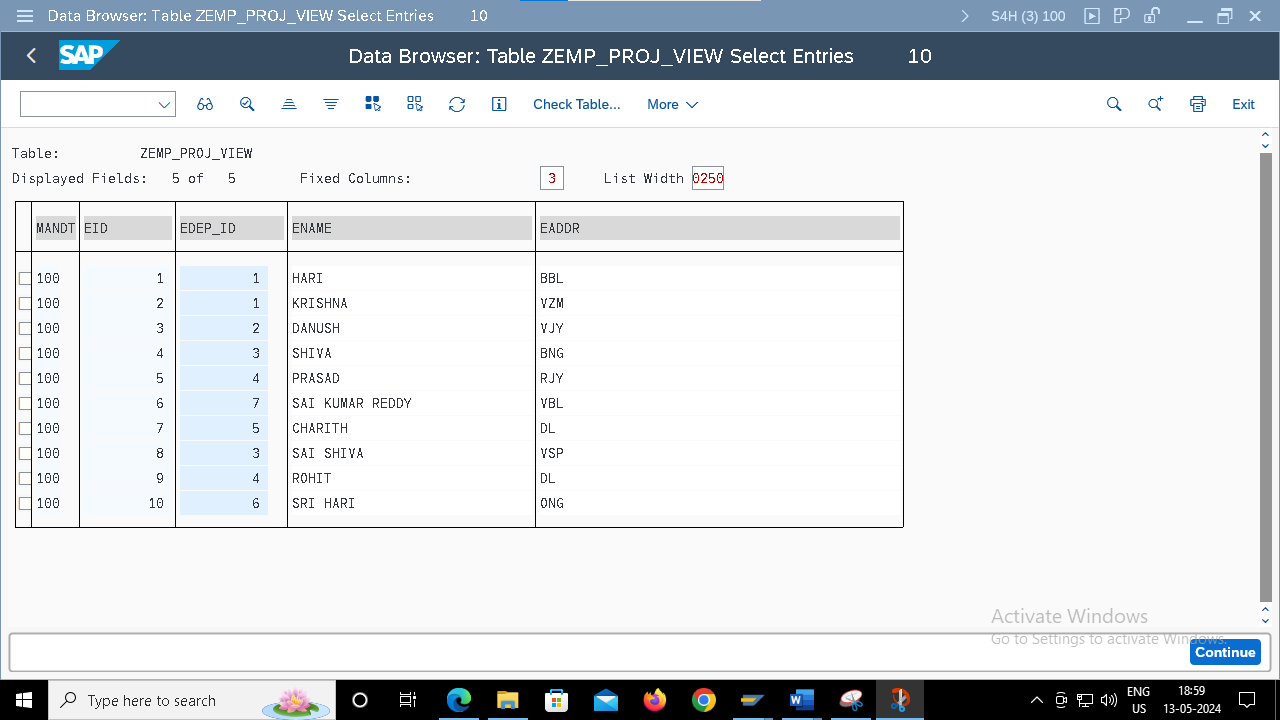 Data Browser: Table ZEMP_PROJ_VIEW Select Entries 10 S4H (3) 100
SAP Data Browser: Table ZEMP_PROJ_VIEW Select Entries 10
Check Table... More Exit
Table: ZEMP_PROJ_VIEW
Displayed Fields: 5 of 5 Fixed Columns: 3 List Width 0250
MANDT EID EDEP_ID ENAME EADDR
100 1 1 HARI BBL
100 2 1 KRISHNA VZM
100 3 2 DANUSH VJY
100 4 3 SHIVA BNG
100 5 4 PRASAD RJY
100 6 7 SAI KUMAR REDDY VBL
100 7 5 CHARITH DL
100 8 3 SAI SHIVA VSP
100 9 4 ROHIT DL
100 10 6 SRI HARI ONG
Activate Windows
Go to Settings to activate Windows.
Continue
Type here to search
ENG 18:59
US 13-05-2024